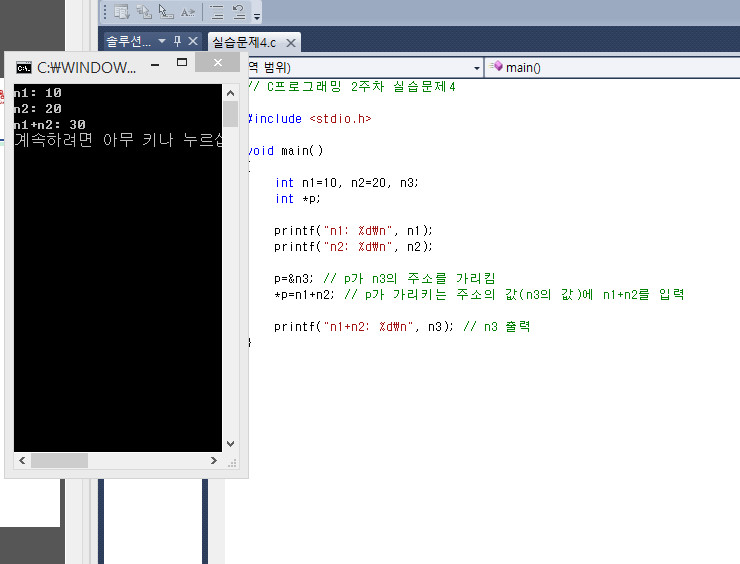 솔루션...
실습문제4.c
C:\WINDOW...
역 범위)
main()
n1: 10
n2: 20
n1+n2: 30
계속하려면 아무 키나 누르십
// C프로그래밍 2주차 실습문제4
#include <stdio.h>
void main()
{
int n1=10, n2=20, n3;
int *p;
printf("n1: %d₩n", n1);
printf("n2: %d₩n", n2);
p=&n3; // p가 n3의 주소를 가리킴
*p=n1+n2; // p가 가리키는 주소의 값(n3의 값)에 n1+n2를 입력
printf("n1+n2: %d₩n", n3); // n3 출력
}